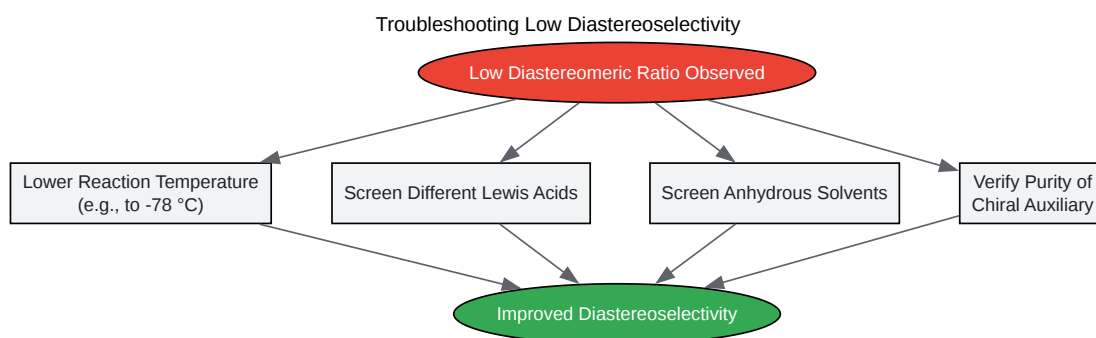 Troubleshooting Low Diastereoselectivity
Low Diastereomeric Ratio Observed
Lower Reaction Temperature
(e.g., to -78 °C)
Screen Different Lewis Acids
Screen Anhydrous Solvents
Verify Purity of
Chiral Auxiliary
Improved Diastereoselectivity